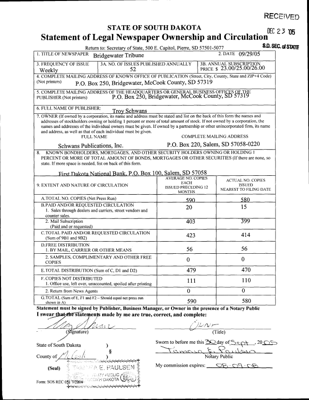 RECEIVED
DEC 23 '05
S.D. SEC. of STATE
STATE OF SOUTH DAKOTA
Statement of Legal Newspaper Ownership and Circulation
Return to: Secretary of State, 500 E. Capitol, Pierre, SD 57501-5077
1. TITLE OF NEWSPAPER Bridgewater Tribune
2. DATE 09/29/05
3. FREQUENCY OF ISSUE
Weekly
3A. NO. OF ISSUES PUBLISHED ANNUALLY
52
3B. ANNUAL SUBSCRIPTION
PRICE $ 23.00/25.00/26.00
4. COMPLETE MAILING ADDRESS OF KNOWN OFFICE OF PUBLICATION (Street, City, County, State and ZIP+4 Code)
(Not printers) P.O. Box 250, Bridgewater, McCook County, SD 57319
5. COMPLETE MAILING ADDRESS OF THE HEADQUARTERS OF GENERAL BUSINESS OFFICES OF THE
PUBLISHER (Not printers) P.O. Box 250, Bridgewater, McCook County, SD 57319
6. FULL NAME OF PUBLISHER:
Troy Schwans
7. OWNER (If owned by a corporation, its name and address must be stated and list on the back of this form the names and
addresses of stockholders owning or holding 1 percent or more of total amount of stock. If not owned by a corporation, the
names and addresses of the individual owners must be given. If owned by a partnership or other unincorporated firm, its name
and address, as well as that of each individual must be given.
FULL NAME
COMPLETE MAILING ADDRESS
Schwans Publications, Inc.
P.O. Box 220, Salem, SD 57058-0220
8. KNOWN BONDHOLDERS, MORTGAGES, AND OTHER SECURITY HOLDERS OWNING OR HOLDING 1
PERCENT OR MORE OF TOTAL AMOUNT OF BONDS, MORTGAGES OR OTHER SECURITIES (If there are none, so
state. If more space is needed, list on back of this form.
First Dakota National Bank, P.O. Box 100, Salem, SD 57058
9. EXTENT AND NATURE OF CIRCULATION
AVERAGE NO. COPIES
EACH
ISSUED PRECEDING 12
MONTHS
ACTUAL NO. COPIES
ISSUED
NEAREST TO FILING DATE
A. TOTAL NO. COPIES (Net Press Run) 590 580
B. PAID AND/OR REQUESTED CIRCULATION
1. Sales through dealers and carriers, street vendors and
counter sales 20 15
2. Mail Subscription
(Paid and or requested) 403 399
C. TOTAL PAID AND/OR REQUESTED CIRCULATION
(Sum of 9B1 and 9B2) 423 414
D. FREE DISTRIBUTION
1. BY MAIL, CARRIER OR OTHER MEANS 56 56
2. SAMPLES, COMPLIMENTARY AND OTHER FREE
COPIES 0 0
E. TOTAL DISTRIBUTION (Sum of C, D1 and D2) 479 470
F. COPIES NOT DISTRIBUTED
1. Office use, left over, unaccounted, spoiled after printing 111 110
2. Return from News Agents 0 0
G. TOTAL (Sum of E, F1 and F2 - Should equal net press run
shown in A) 590 580
Statement must be signed by Publisher, Business Manager, or Owner in the presence of a Notary Public
I swear that the statements made by me are true, correct, and complete:
(Signature)
(Title)
State of South Dakota )
County of McCook )
Sworn to before me this 30 day of Sept
Notary Public
(Seal)
E. PAULSEN
My commission expires:
Form: SOS REC